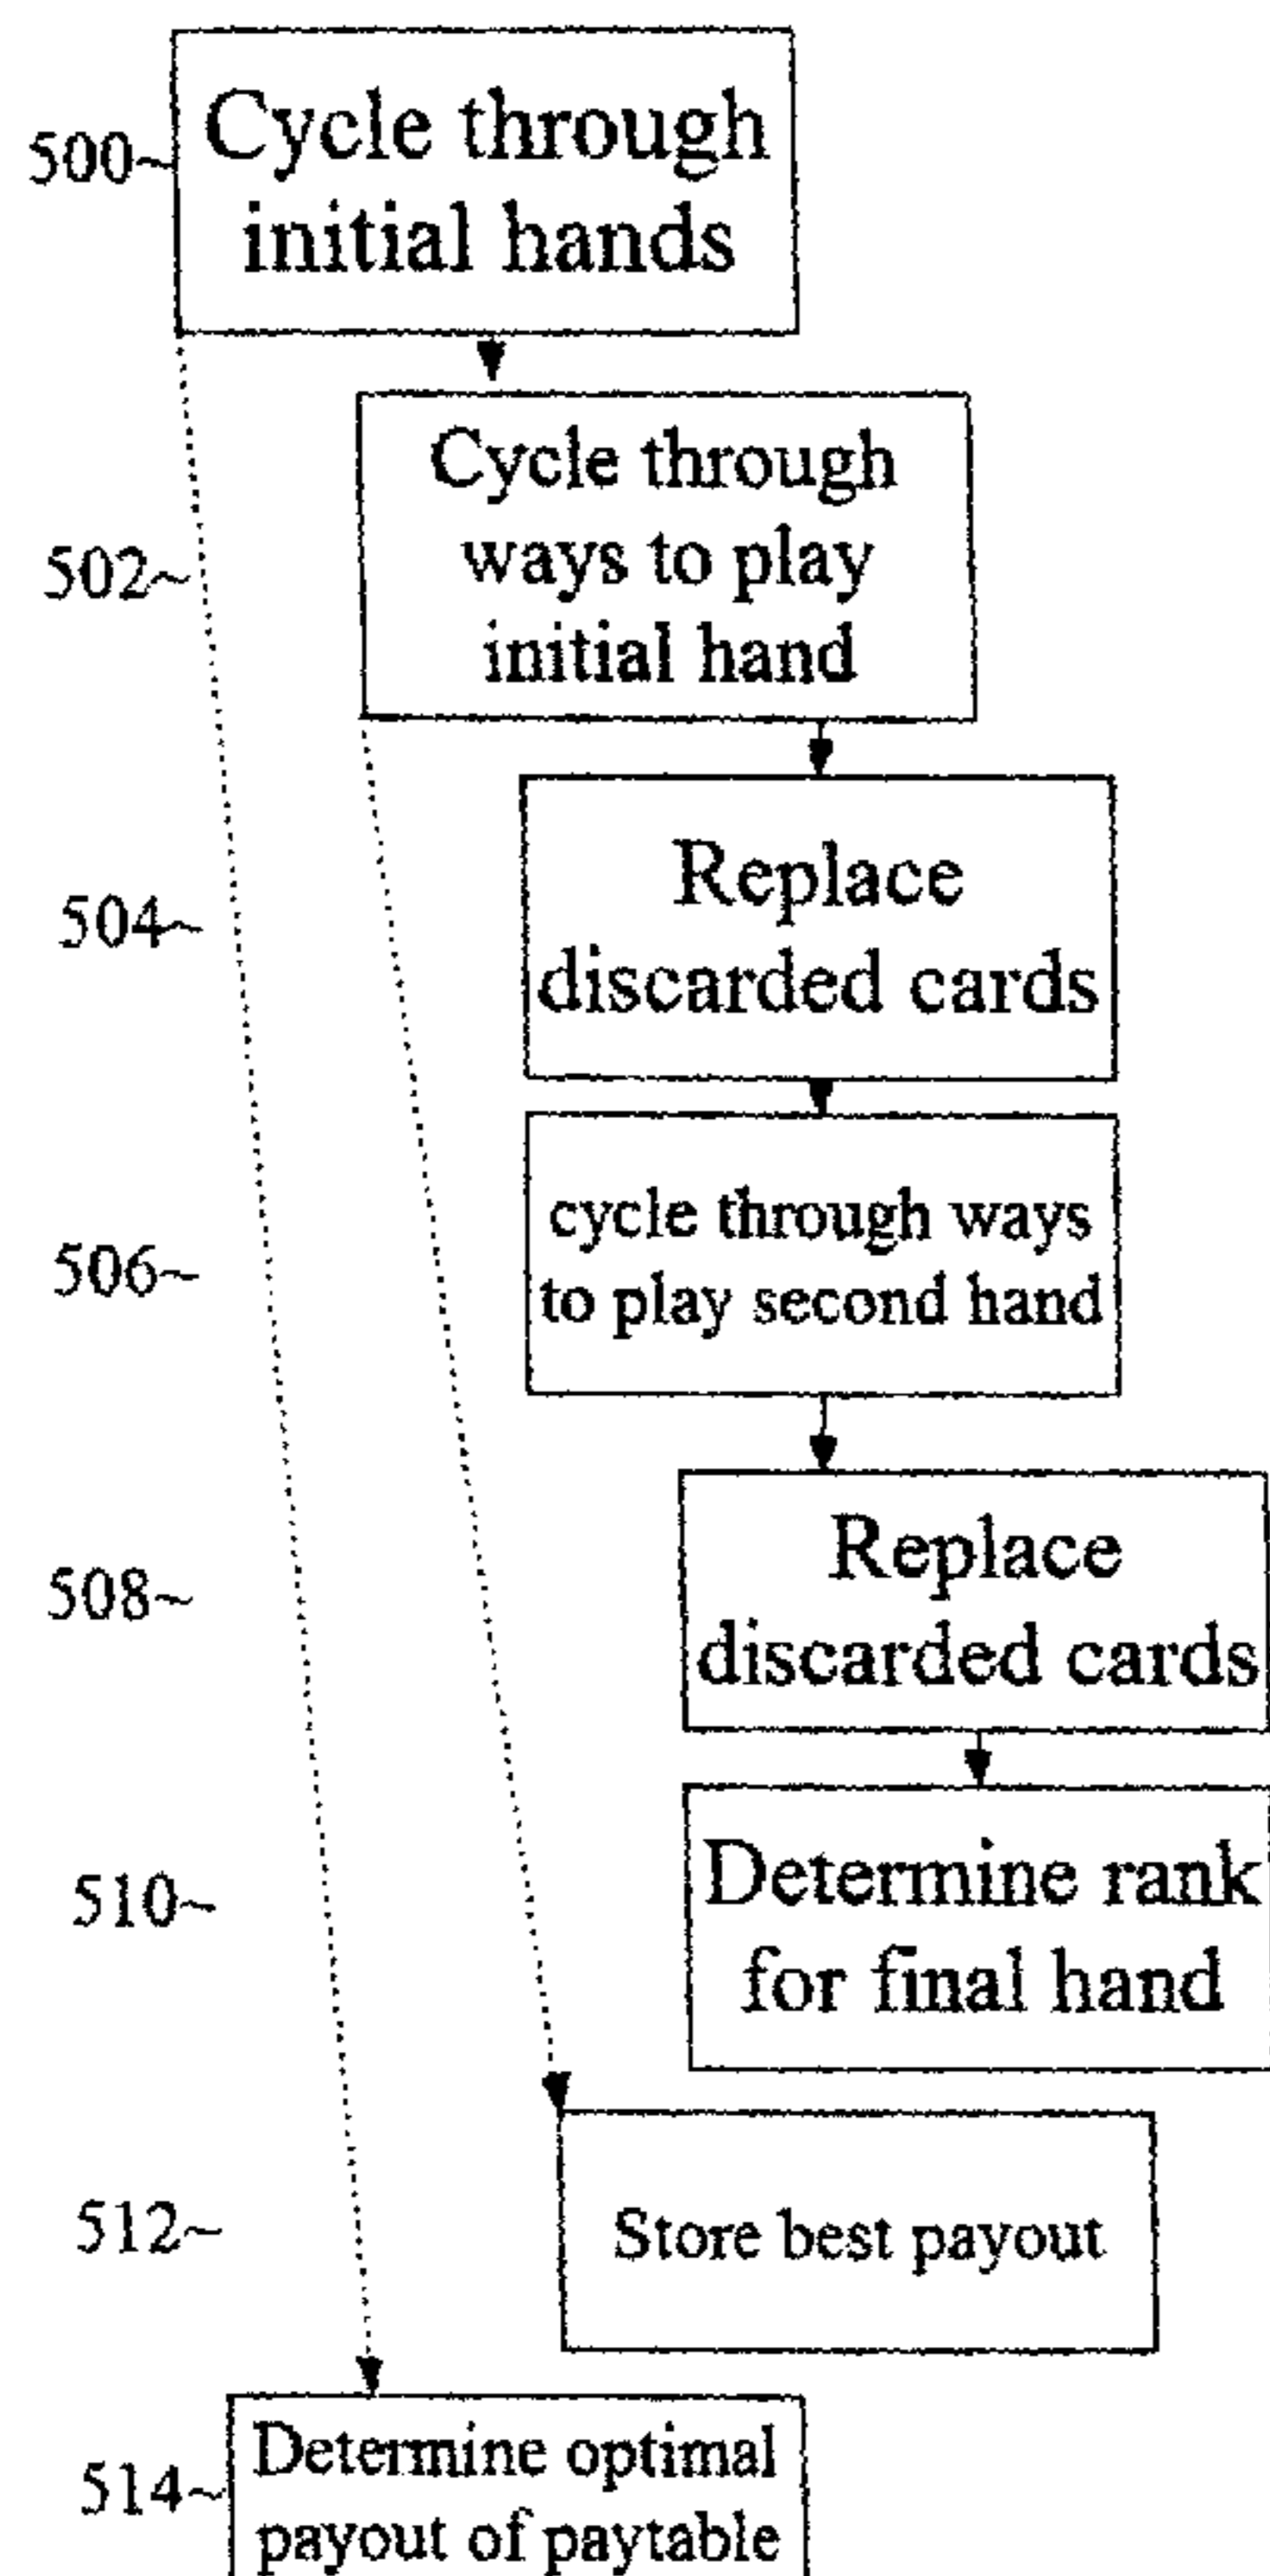 500~
Cycle through
initial hands
502~
Cycle through
ways to play
initial hand
504~
Replace
discarded cards
506~
cycle through ways
to play second hand
508~
Replace
discarded cards
510~
Determine rank
for final hand
512~
Store best payout
514~
Determine optimal
payout of paytable